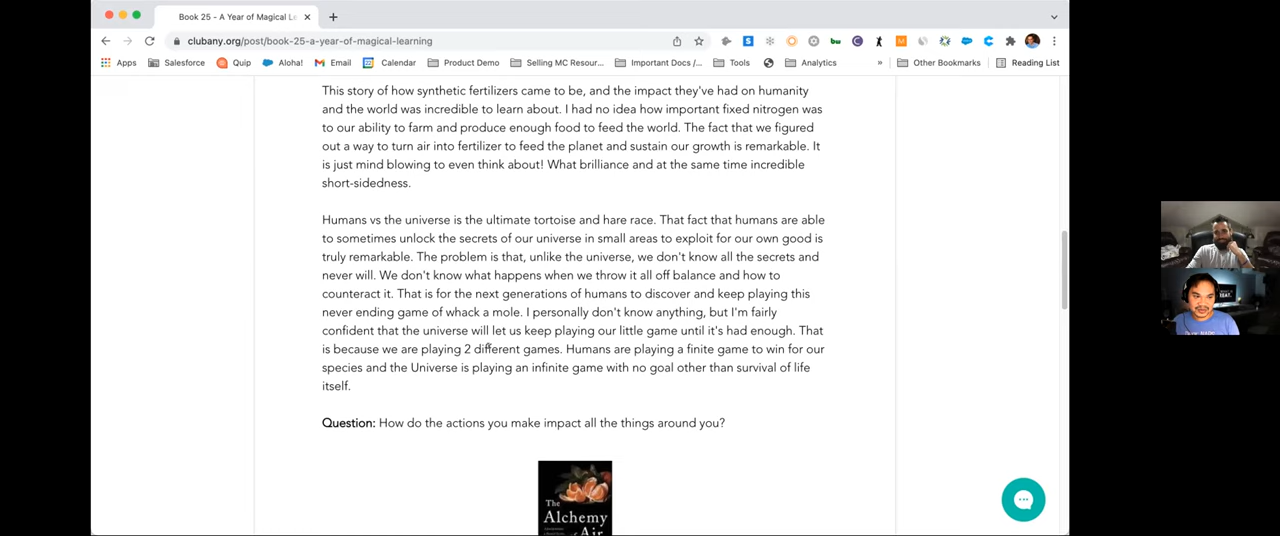 Book 25 - A Year of Magical Le
clubany.org/post/book-25-a-year-of-magical-learning
Apps Salesforce Quip Aloha! Email Calendar Product Demo Selling MC Resour... Important Docs /... Tools Analytics » Other Bookmarks Reading List
This story of how synthetic fertilizers came to be, and the impact they've had on humanity
and the world was incredible to learn about. I had no idea how important fixed nitrogen was
to our ability to farm and produce enough food to feed the world. The fact that we figured
out a way to turn air into fertilizer to feed the planet and sustain our growth is remarkable. It
is just mind blowing to even think about! What brilliance and at the same time incredible
short-sidedness.
Humans vs the universe is the ultimate tortoise and hare race. That fact that humans are able
to sometimes unlock the secrets of our universe in small areas to exploit for our own good is
truly remarkable. The problem is that, unlike the universe, we don't know all the secrets and
never will. We don't know what happens when we throw it all off balance and how to
counteract it. That is for the next generations of humans to discover and keep playing this
never ending game of whack a mole. I personally don't know anything, but I'm fairly
confident that the universe will let us keep playing our little game until it's had enough. That
is because we are playing 2 different games. Humans are playing a finite game to win for our
species and the Universe is playing an infinite game with no goal other than survival of life
itself.
Question: How do the actions you make impact all the things around you?
The
Alchemy
Air